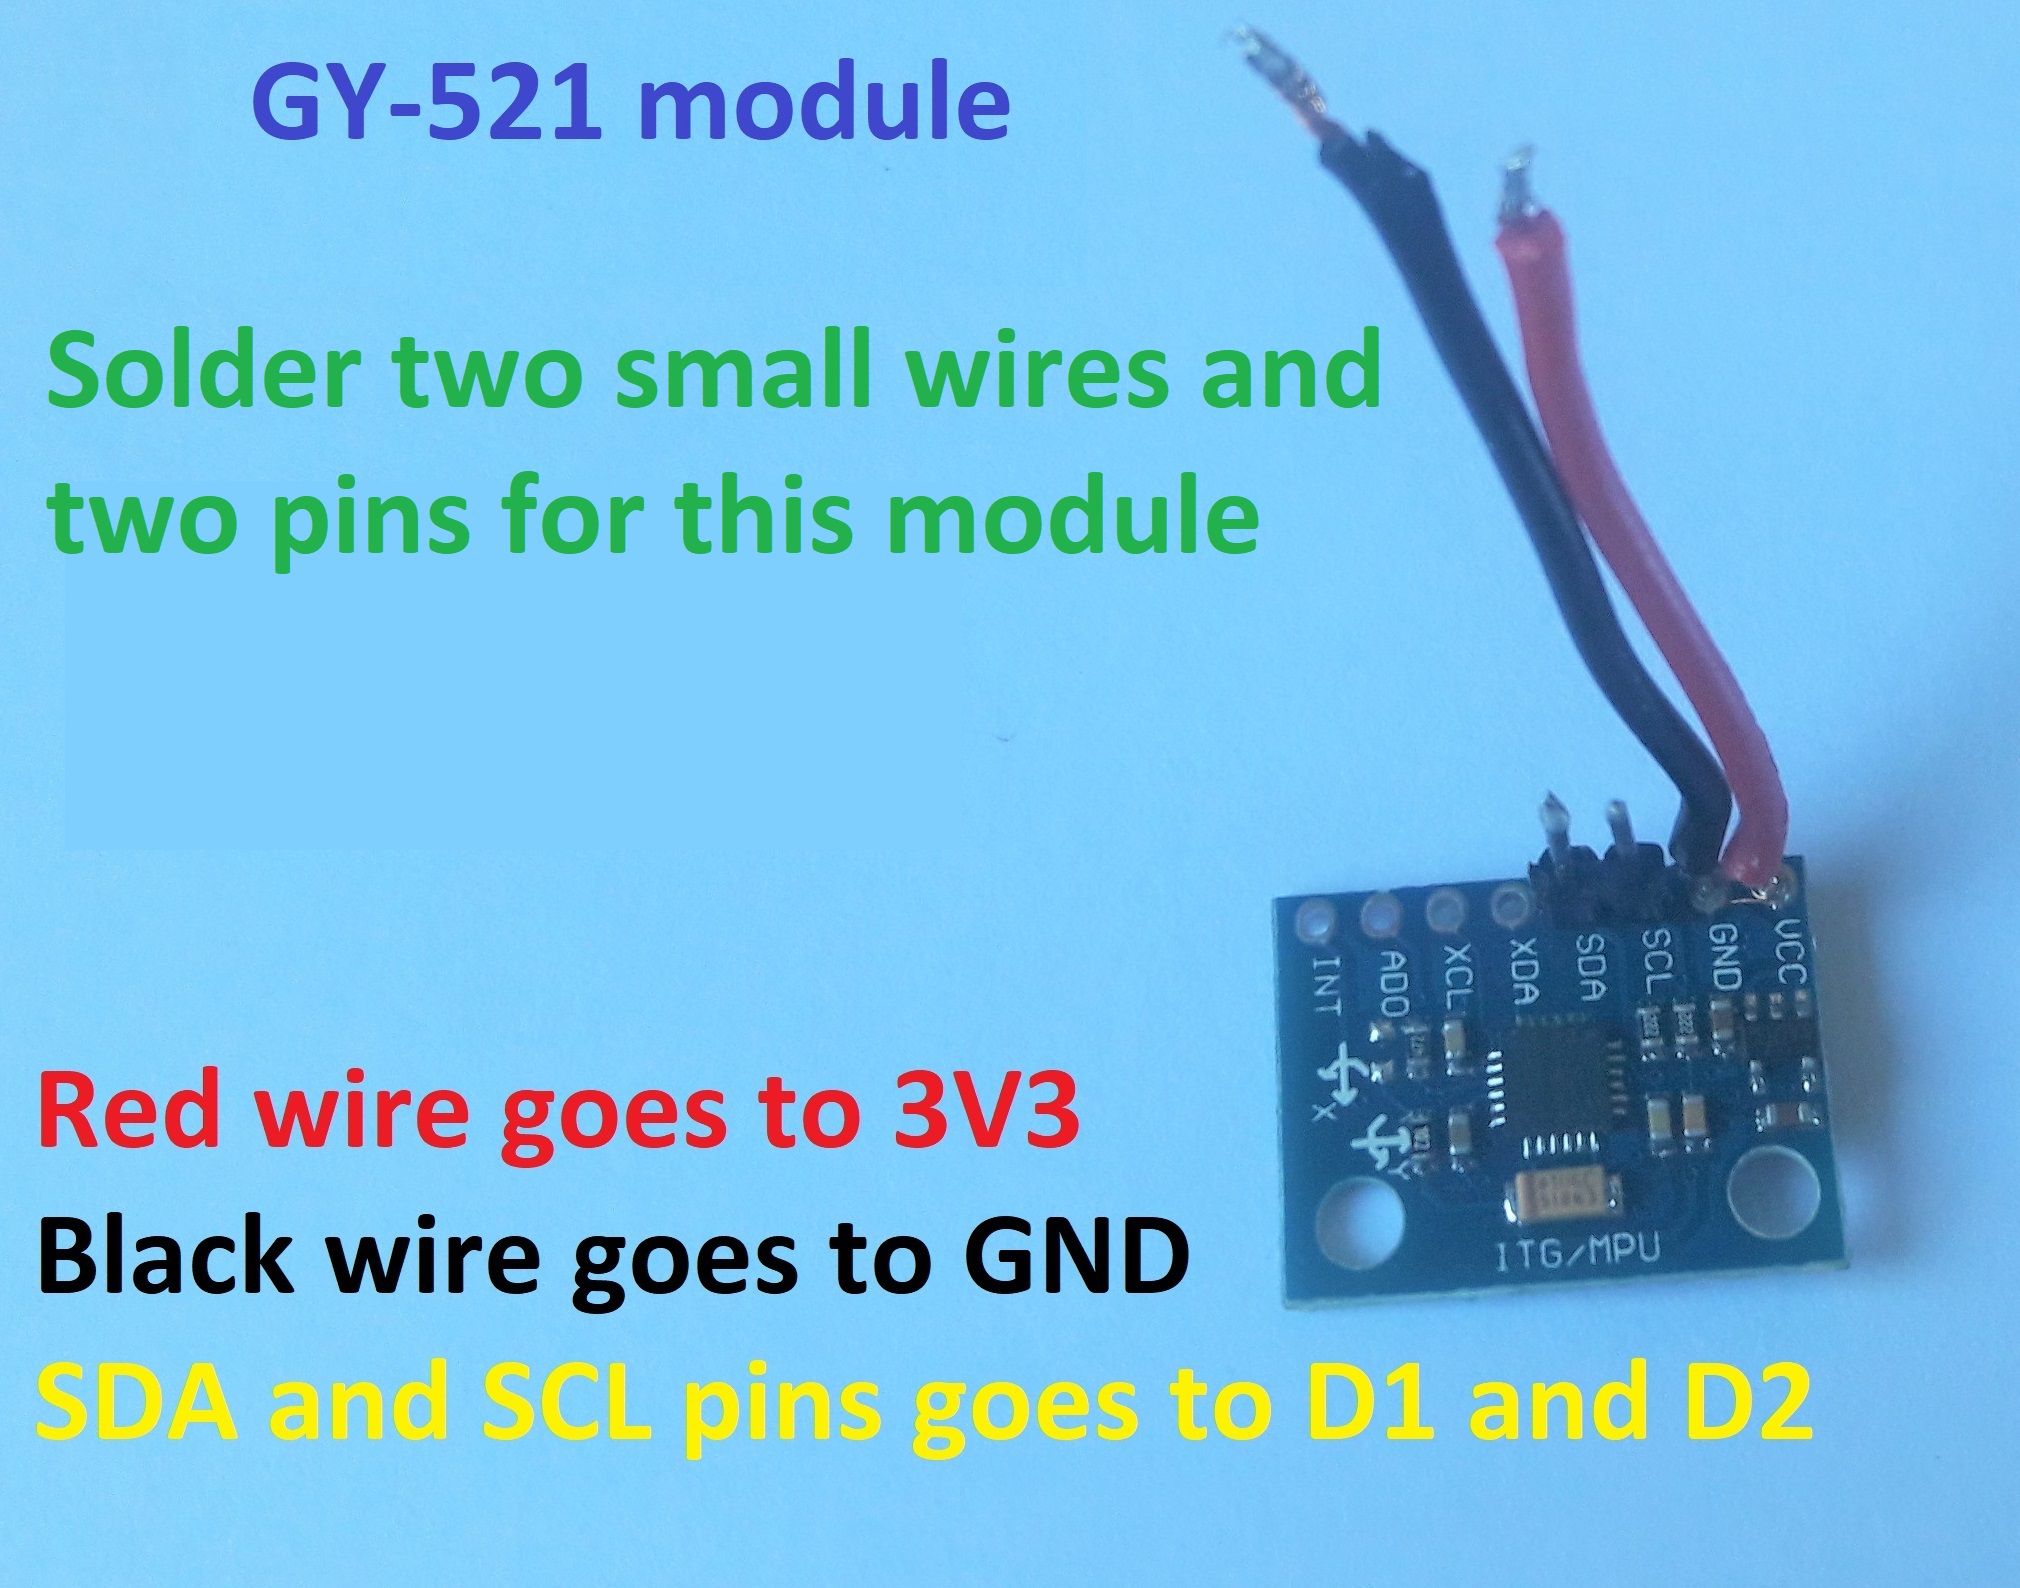 GY-521 module
Solder two small wires and
two pins for this module
INT
AD0
XCL
XDA
SDA
SCL
GND
VCC
X
Y
ITG/MPU
Red wire goes to 3V3
Black wire goes to GND
SDA and SCL pins goes to D1 and D2